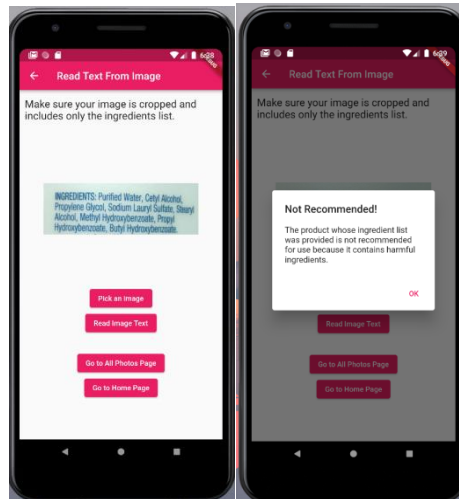 6:28
Read Text From Image
Make sure your image is cropped and
includes only the ingredients list.
INGREDIENTS: Purified Water, Cetyl Alcohol,
Propylene Glycol, Sodium Lauryl Sulfate, Stearyl
Alcohol, Methyl Hydroxybenzoate, Propyl
Hydroxybenzoate, Butyl Hydroxybenzoate.
Pick an Image
Read Image Text
Go to All Photos Page
Go to Home Page
6:29
Read Text From Image
Make sure your image is cropped and
includes only the ingredients list.
Not Recommended!
The product whose ingredient list
was provided is not recommended
for use because it contains harmful
ingredients.
OK
Read Image Text
Go to All Photos Page
Go to Home Page